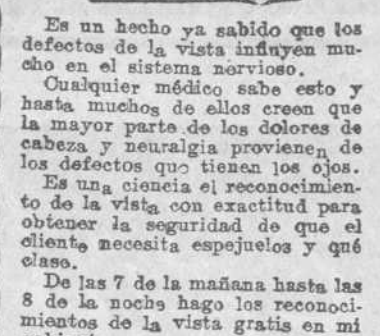 Es un hecho ya sabido que los
defectos de la vista influyen mu-
cho en el sistema nervioso.
Cualquier médico sabe esto y
hasta muchos de ellos creen que
la mayor parte de los dolores de
cabeza y neuralgia provienen de
los defectos que tienen los ojos.
Es una ciencia el reconocimien-
to de la vista con exactitud para
obtener la seguridad de que el
cliente necesita espejuelos y qué
clase.
De las 7 de la mañana hasta las
8 de la noche hago los reconoci-
mientos de la vista gratis en mi